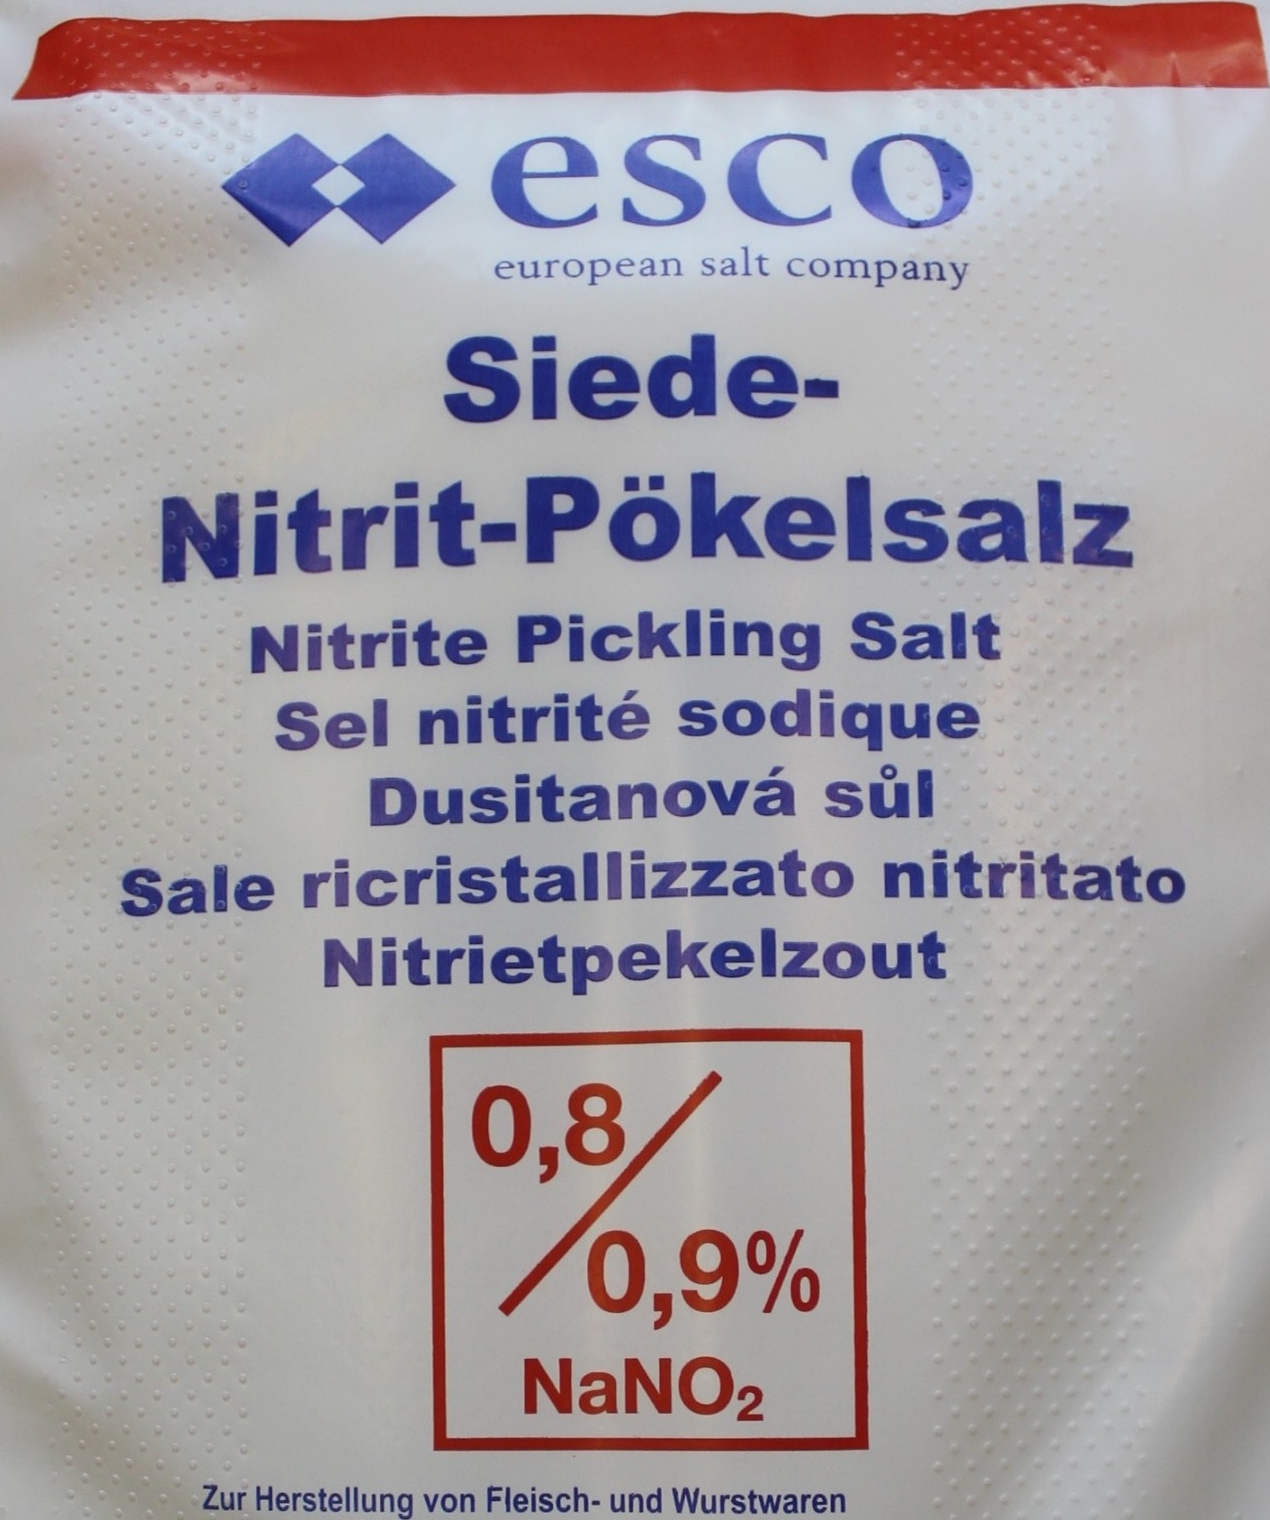 esco
european salt company
Siede-
Nitrit-Pökelsalz
Nitrite Pickling Salt
Sel nitrité sodique
Dusitanová sůl
Sale ricristallizzato nitritato
Nitrietpekelzout
0,8/
0,9%
NaNO₂
Zur Herstellung von Fleisch- und Wurstwaren